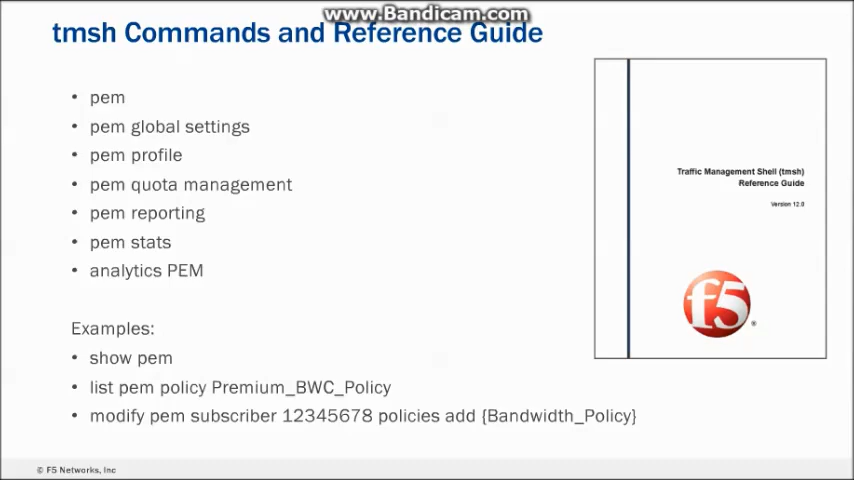 www.Bandicam.com
tmsh Commands and Reference Guide
• pem
• pem global settings
• pem profile
• pem quota management
• pem reporting
• pem stats
• analytics PEM
Examples:
• show pem
• list pem policy Premium_BWC_Policy
• modify pem subscriber 12345678 policies add {Bandwidth_Policy}
Traffic Management Shell (tmsh)
Reference Guide
Version 12.0
f5®
© F5 Networks, Inc